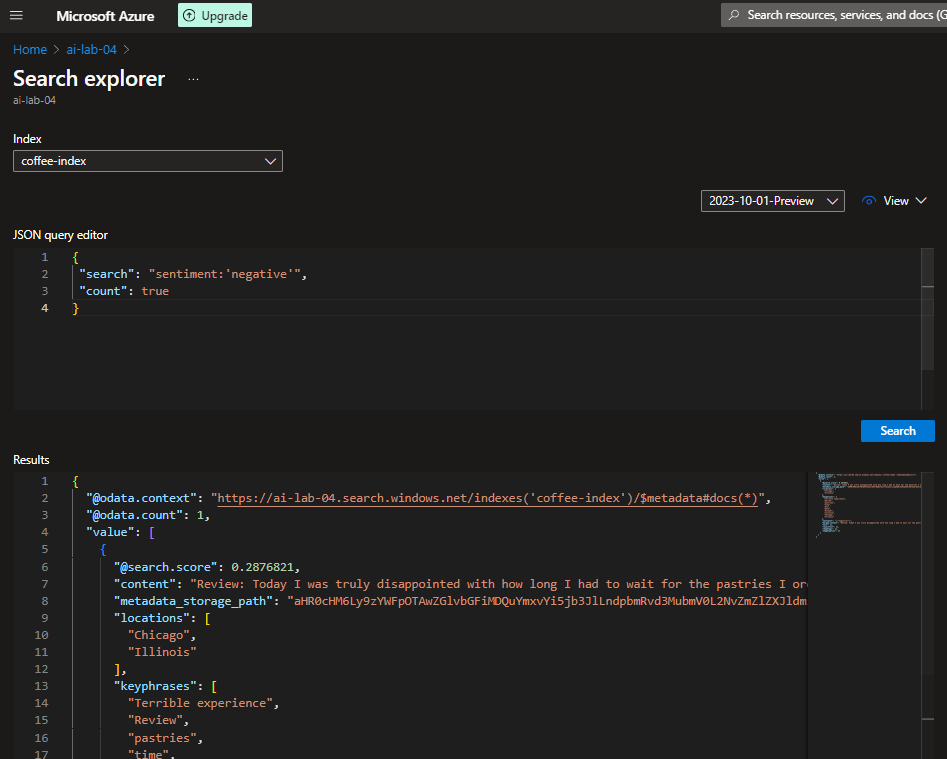 Microsoft Azure
Upgrade
Search resources, services, and docs (G
Home > ai-lab-04 >
Search explorer ...
ai-lab-04
Index
coffee-index
2023-10-01-Preview
View
JSON query editor
1 {
2 "search": "sentiment:'negative'",
3 "count": true
4 }
Search
Results
1 {
2 "@odata.context": "https://ai-lab-04.search.windows.net/indexes('coffee-index')/$metadata#docs(*)",
3 "@odata.count": 1,
4 "value": [
5 {
6 "@search.score": 0.2876821,
7 "content": "Review: Today I was truly disappointed with how long I had to wait for the pastries I or
8 "metadata_storage_path":
9 "locations": [
10 "Chicago",
11 "Illinois"
12 ],
13 "keyphrases": [
14 "Terrible experience",
15 "Review",
16 "pastries",
17 "time",